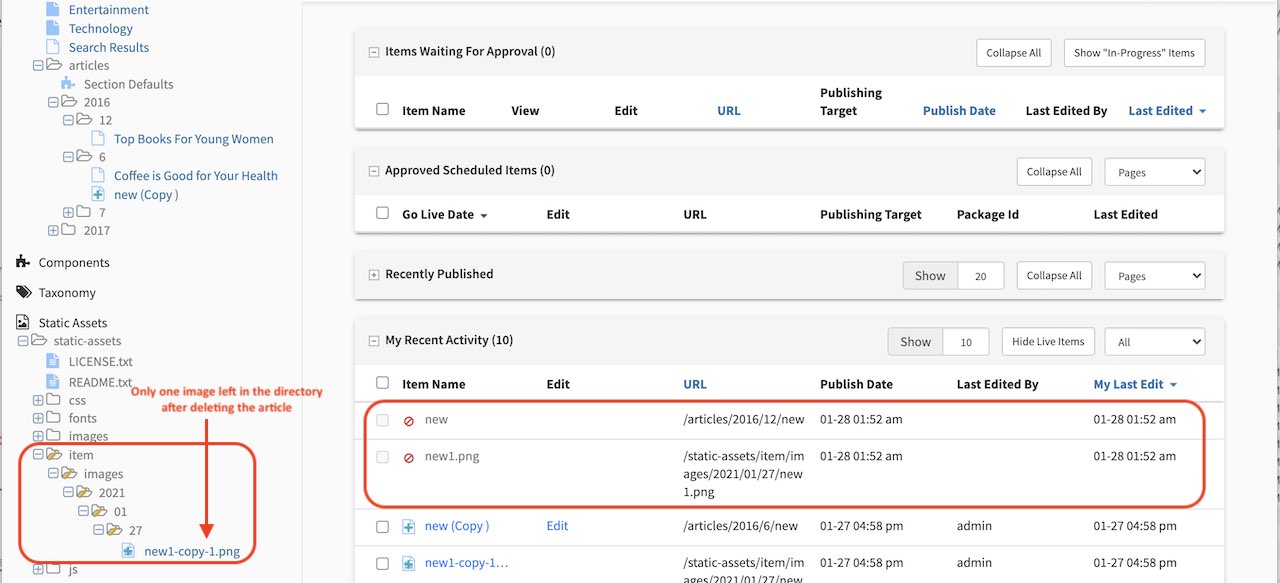 Entertainment
Technology
Search Results
articles
Section Defaults
2016
12
Top Books For Young Women
6
Coffee is Good for Your Health
new (Copy )
7
2017
Components
Taxonomy
Static Assets
static-assets
LICENSE.txt
README.txt
css
fonts
images
item
images
2021
01
27
new1-copy-1.png
js
Only one image left in the directory
after deleting the article
Items Waiting For Approval (0)
Collapse All
Show "In-Progress" Items
Item Name View Edit URL Publishing Target Publish Date Last Edited By Last Edited
Approved Scheduled Items (0)
Collapse All
Pages
Go Live Date Edit URL Publishing Target Package Id Last Edited
Recently Published
Show 20
Collapse All
Pages
My Recent Activity (10)
Show 10
Hide Live Items
All
Item Name Edit URL Publish Date Last Edited By My Last Edit
new /articles/2016/12/new 01-28 01:52 am 01-28 01:52 am
new1.png /static-assets/item/im 01-28 01:52 am 01-28 01:52 am
ages/2021/01/27/new
1.png
new (Copy ) Edit /articles/2016/6/new 01-27 04:58 pm admin 01-27 04:58 pm
new1-copy-1… /static-assets/item/im 01-27 04:58 pm admin 01-27 04:58 pm
ages/2021/01/27/new